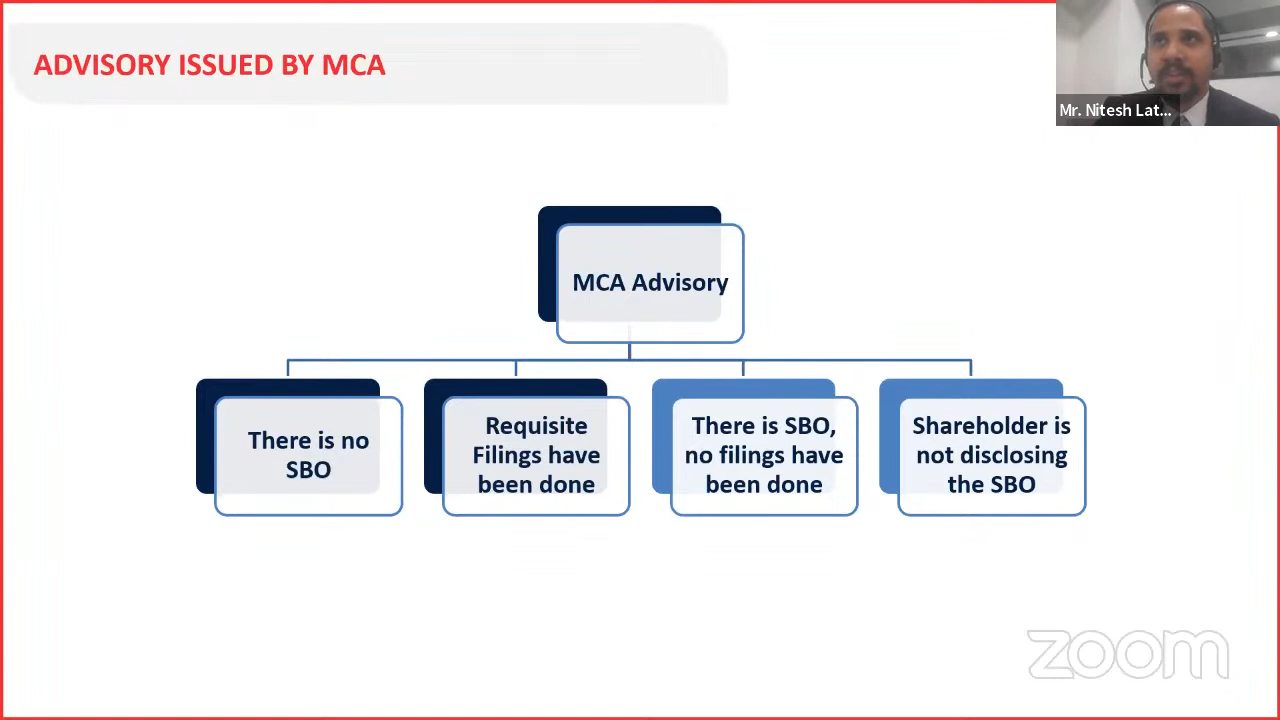 ADVISORY ISSUED BY MCA
Mr. Nitesh Lat...
MCA Advisory
There is no
SBO
Requisite
Filings have
been done
There is SBO,
no filings have
been done
Shareholder is
not disclosing
the SBO
zoom